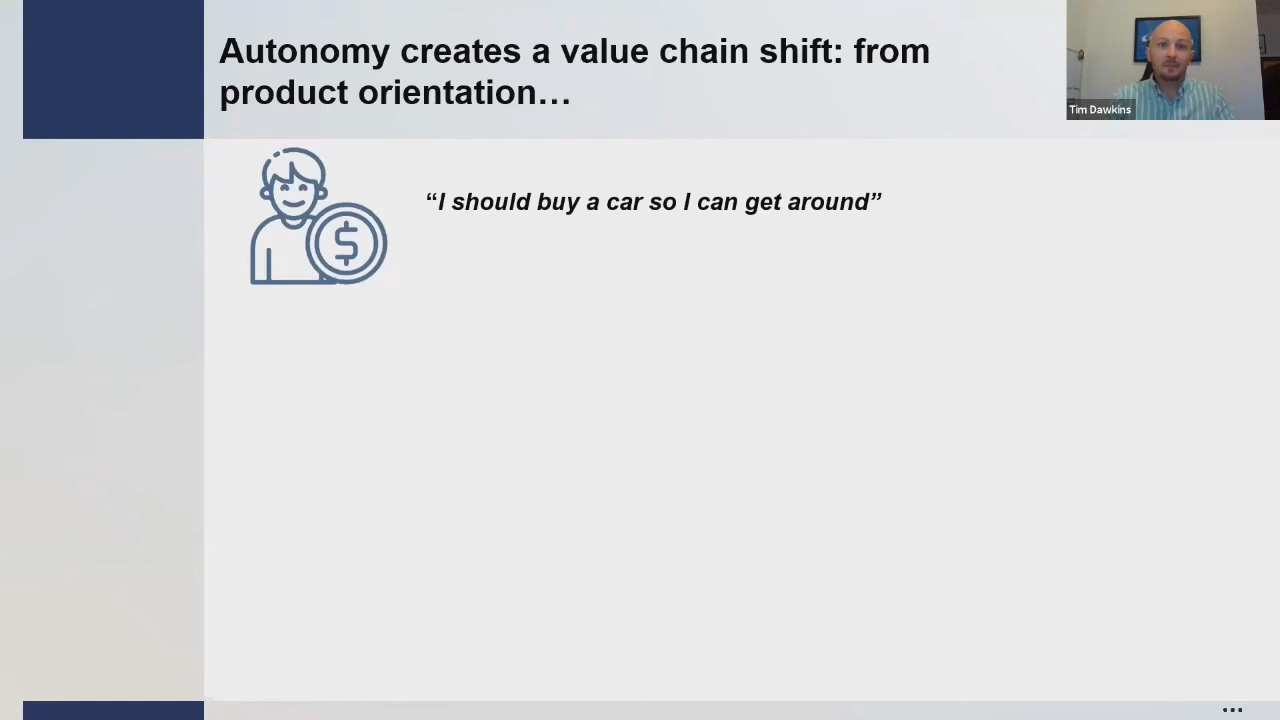 Autonomy creates a value chain shift: from
product orientation…
Tim Dawkins
“I should buy a car so I can get around”
$